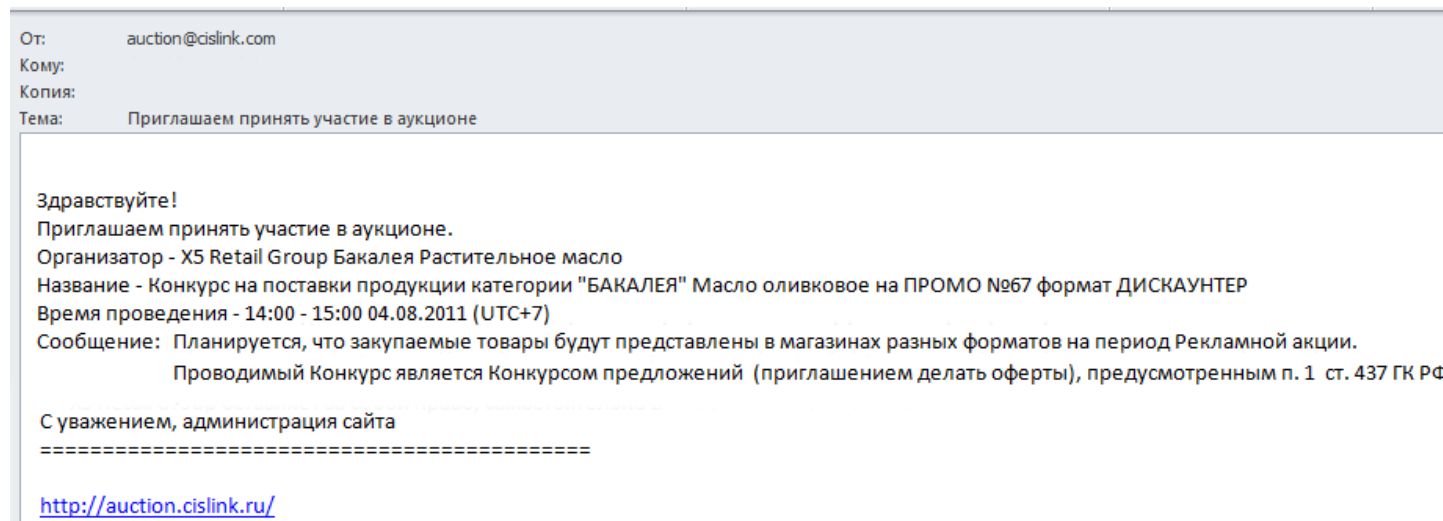 От: auction@cislink.com
Кому:
Копия:
Тема: Приглашаем принять участие в аукционе
Здравствуйте!
Приглашаем принять участие в аукционе.
Организатор - X5 Retail Group Бакалея Растительное масло
Название - Конкурс на поставки продукции категории "БАКАЛЕЯ" Масло оливковое на ПРОМО №67 формат ДИСКАУНТЕР
Время проведения - 14:00 - 15:00 04.08.2011 (UTC+7)
Сообщение: Планируется, что закупаемые товары будут представлены в магазинах разных форматов на период Рекламной акции.
Проводимый Конкурс является Конкурсом предложений (приглашением делать оферты), предусмотренным п. 1 ст. 437 ГК РФ
С уважением, администрация сайта
============================================
http://auction.cislink.ru/